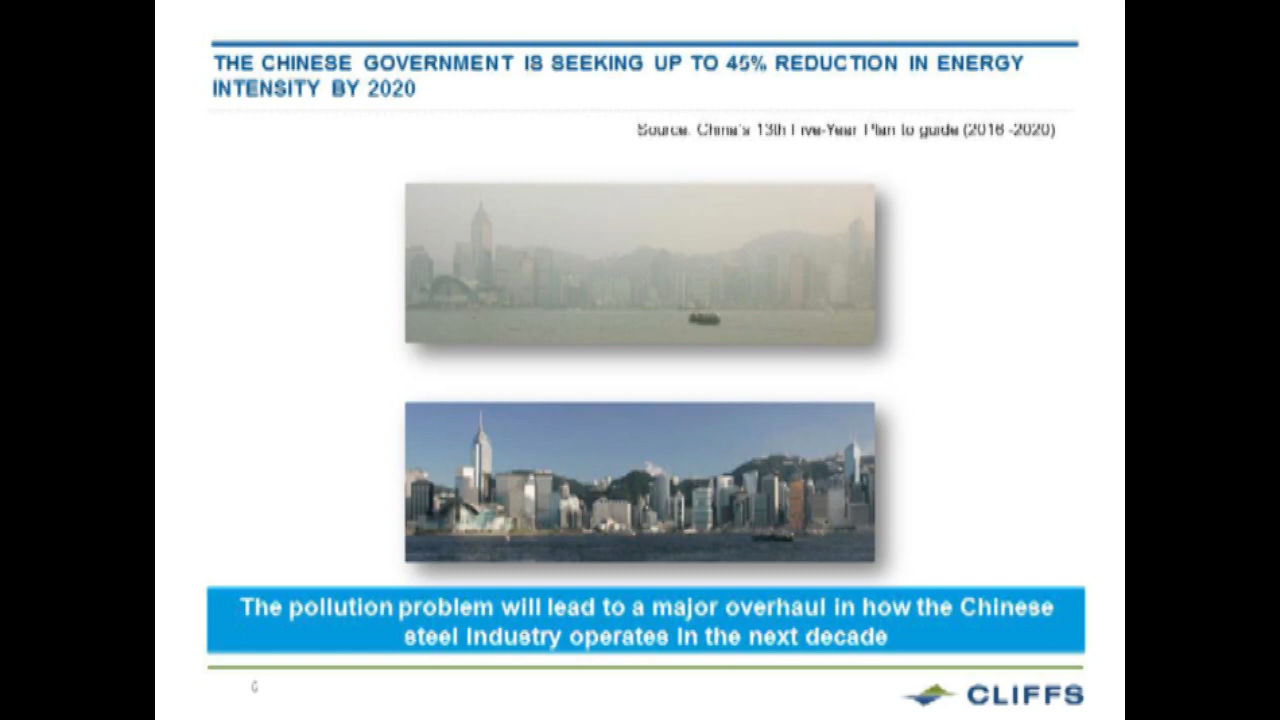 THE CHINESE GOVERNMENT IS SEEKING UP TO 45% REDUCTION IN ENERGY
INTENSITY BY 2020
Source: China's 13th Five-Year Plan to guide (2016 -2020)
The pollution problem will lead to a major overhaul in how the Chinese
steel industry operates in the next decade
CLIFFS